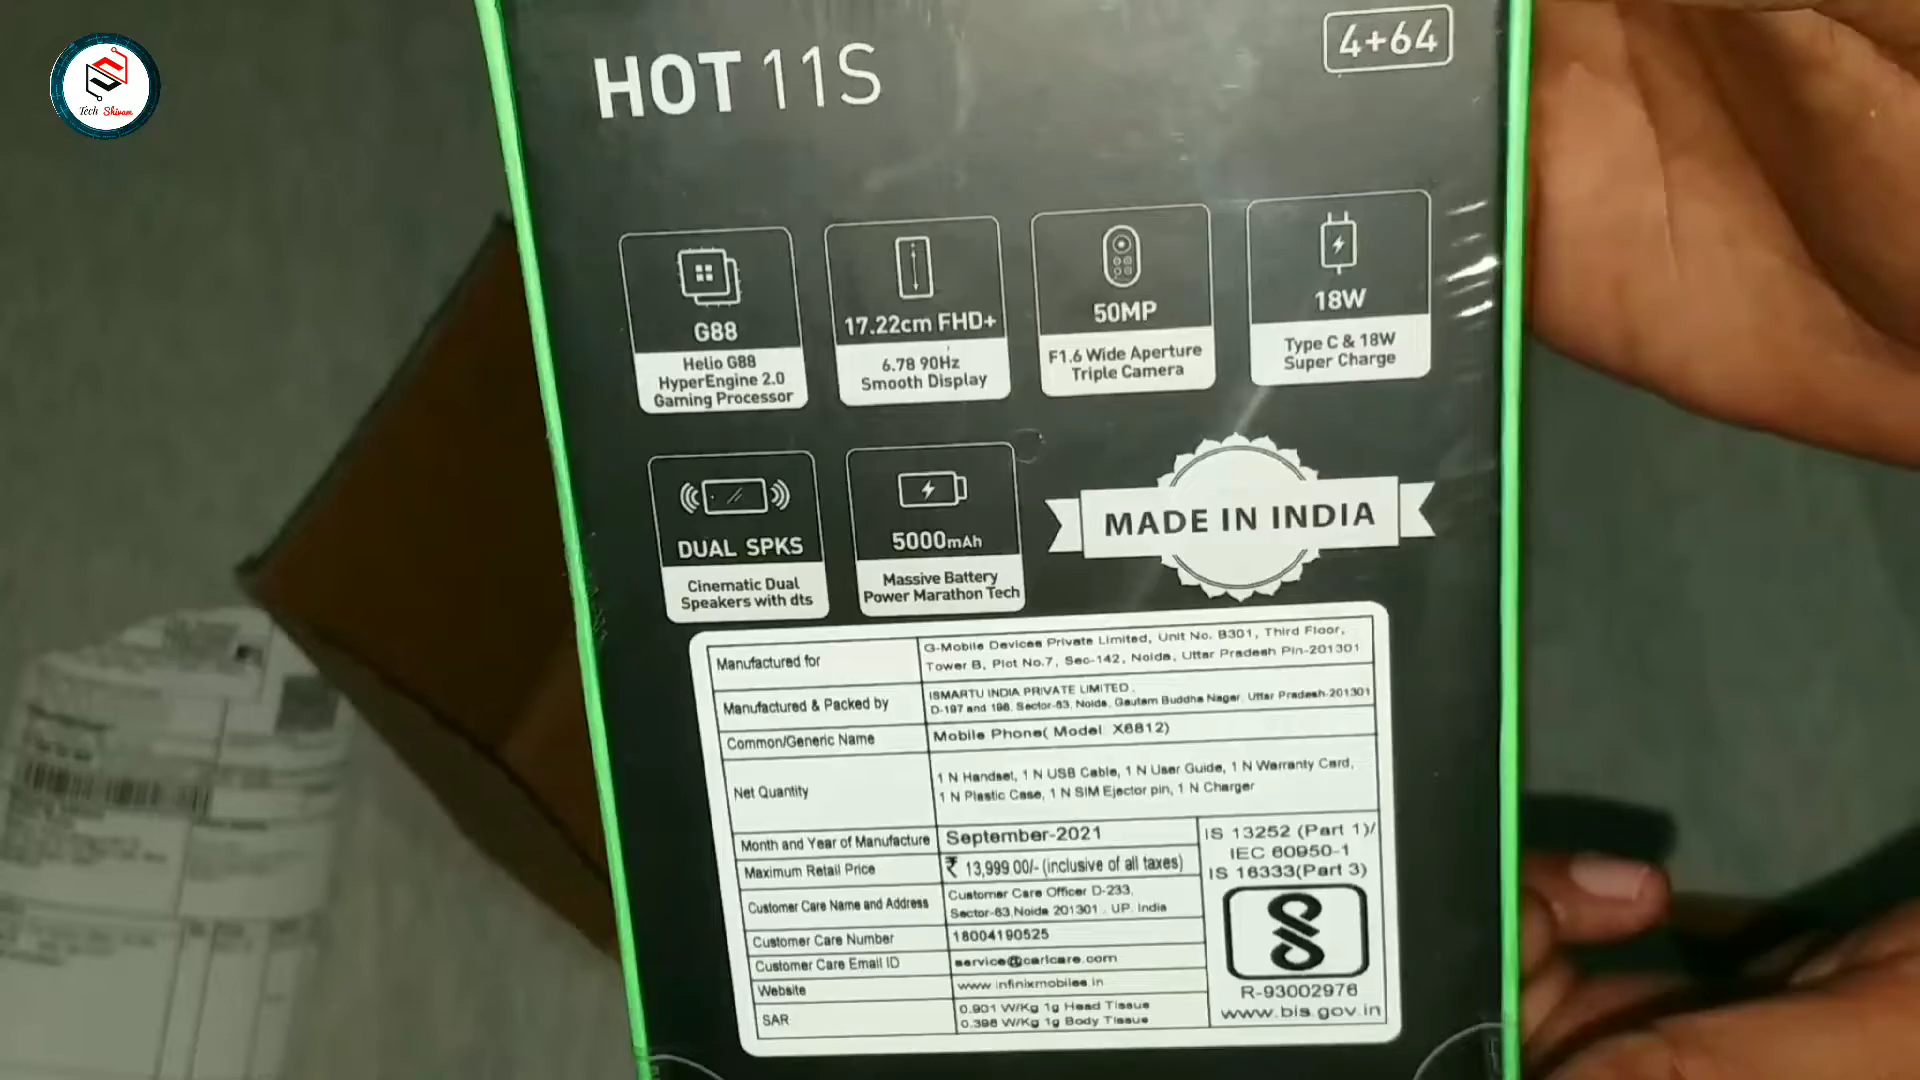 Tech Shivam
HOT 11S
4+64
G88
Helio G88
HyperEngine 2.0
Gaming Processor
17.22cm FHD+
6.78 90Hz
Smooth Display
50MP
F1.6 Wide Aperture
Triple Camera
18W
Type C & 18W
Super Charge
DUAL SPKS
Cinematic Dual
Speakers with dts
5000mAh
Massive Battery
Power Marathon Tech
MADE IN INDIA
Manufactured for
G-Mobile Devices Private Limited, Unit No. B301, Third Floor,
Tower B, Plot No.7, Sec-142, Noida, Uttar Pradesh Pin-201301
Manufactured & Packed by
ISMARTU INDIA PRIVATE LIMITED.
D-197 and 198, Sector-63, Noida, Gautam Buddha Nagar, Uttar Pradesh-201301
Common/Generic Name
Mobile Phone( Model X6812)
Net Quantity
1 N Handset, 1 N USB Cable, 1 N User Guide, 1 N Warranty Card,
1 N Plastic Case, 1 N SIM Ejector pin, 1 N Charger
Month and Year of Manufacture
September-2021
Maximum Retail Price
₹ 13,999.00/- (inclusive of all taxes)
Customer Care Name and Address
Customer Care Officer D-233,
Sector-63,Noida 201301 . UP. India
Customer Care Number
18004190525
Customer Care Email ID
service@carlcare.com
Website
www.infinixmobiles.in
SAR
0.901 W/Kg 1g Head Tissue
0.398 W/Kg 1g Body Tissue
IS 13252 (Part 1)/
IEC 60950-1
IS 16333(Part 3)
R-93002976
www.bis.gov.in